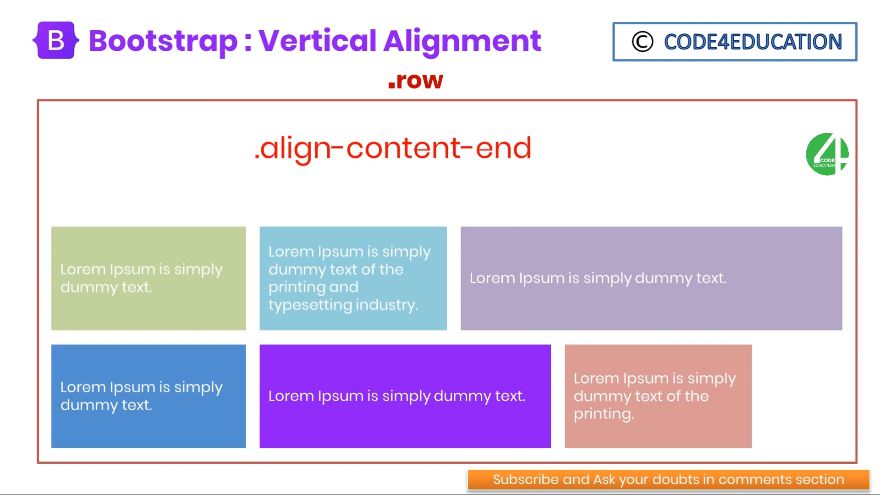 B Bootstrap : Vertical Alignment
© CODE4EDUCATION
.row
.align-content-end
4
CODE
EDUCATION
Lorem Ipsum is simply
dummy text.
Lorem Ipsum is simply
dummy text of the
printing and
typesetting industry.
Lorem Ipsum is simply dummy text.
Lorem Ipsum is simply
dummy text.
Lorem Ipsum is simply dummy text.
Lorem Ipsum is simply
dummy text of the
printing.
Subscribe and Ask your doubts in comments section